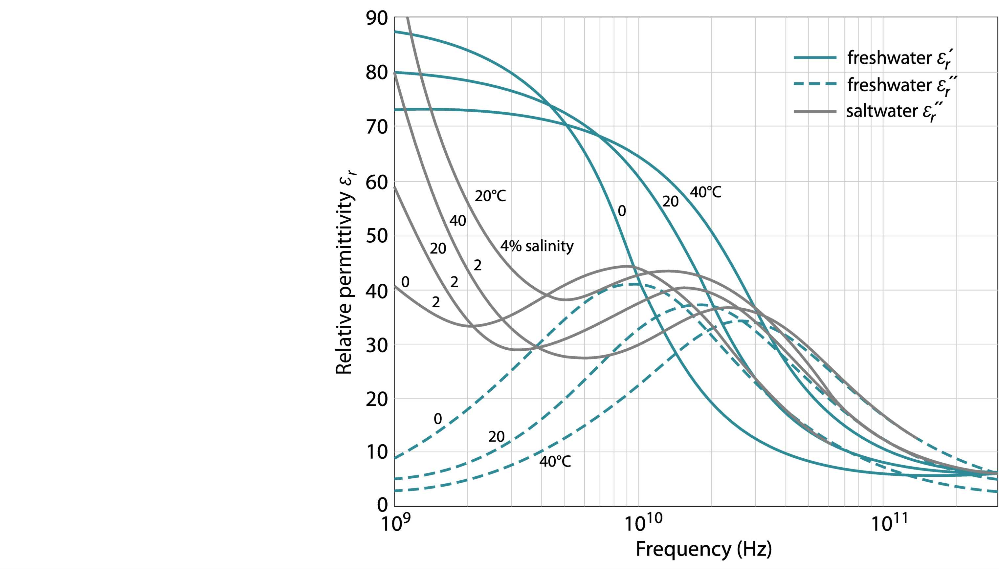 90
80
70
60
50
40
30
20
10
0
Relative permittivity εr
freshwater εr′
freshwater εr″
saltwater εr″
20°C
40
20
0
4% salinity
2
2
2
0
20
40°C
0
20
40°C
10⁹
10¹⁰
10¹¹
Frequency (Hz)